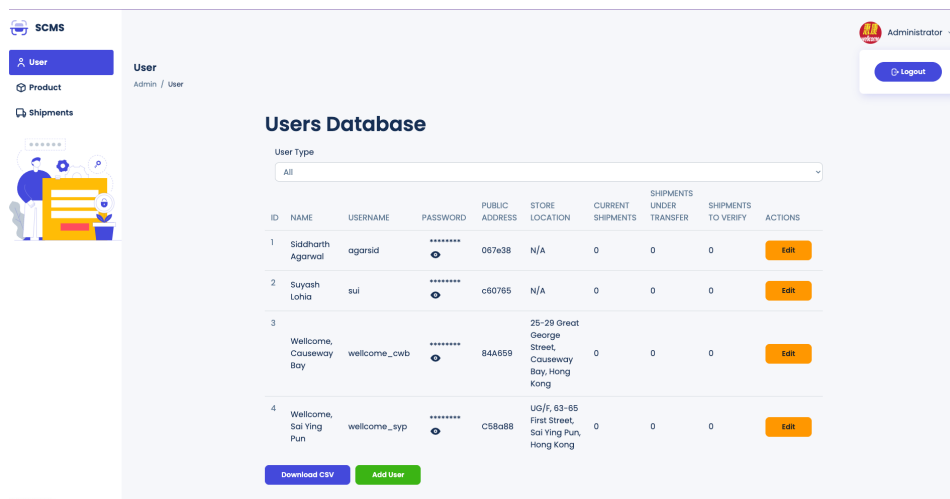 SCMS
Administrator
User
Product
Shipments
Logout
User
Admin / User
Users Database
User Type
All
ID NAME USERNAME PASSWORD PUBLIC ADDRESS STORE LOCATION CURRENT SHIPMENTS SHIPMENTS UNDER TRANSFER SHIPMENTS TO VERIFY ACTIONS
1 Siddharth Agarwal agarsid ******** 067e38 N/A 0 0 0 Edit
2 Suyash Lohia sui ******** c60765 N/A 0 0 0 Edit
3 Wellcome, Causeway Bay wellcome_cwb ******** 84A659 25-29 Great George Street, Causeway Bay, Hong Kong 0 0 0 Edit
4 Wellcome, Sai Ying Pun wellcome_syp ******** C58a88 UG/F, 63-65 First Street, Sai Ying Pun, Hong Kong 0 0 0 Edit
Download CSV Add User